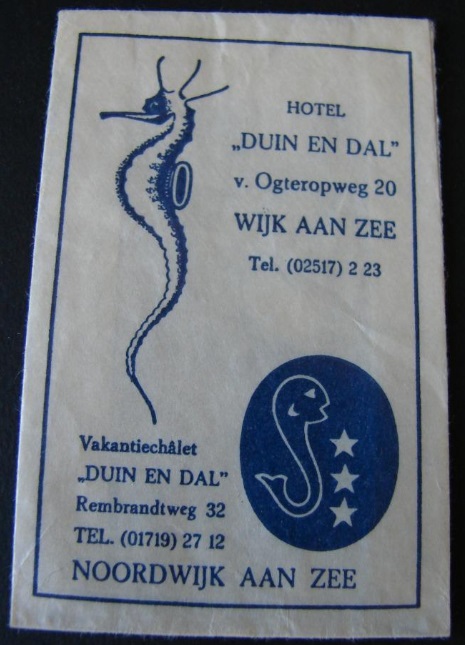 HOTEL
„DUIN EN DAL”
v. Ogteropweg 20
WIJK AAN ZEE
Tel. (02517) 2 23
Vakantiechâlet
„DUIN EN DAL”
Rembrandtweg 32
TEL. (01719) 27 12
NOORDWIJK AAN ZEE